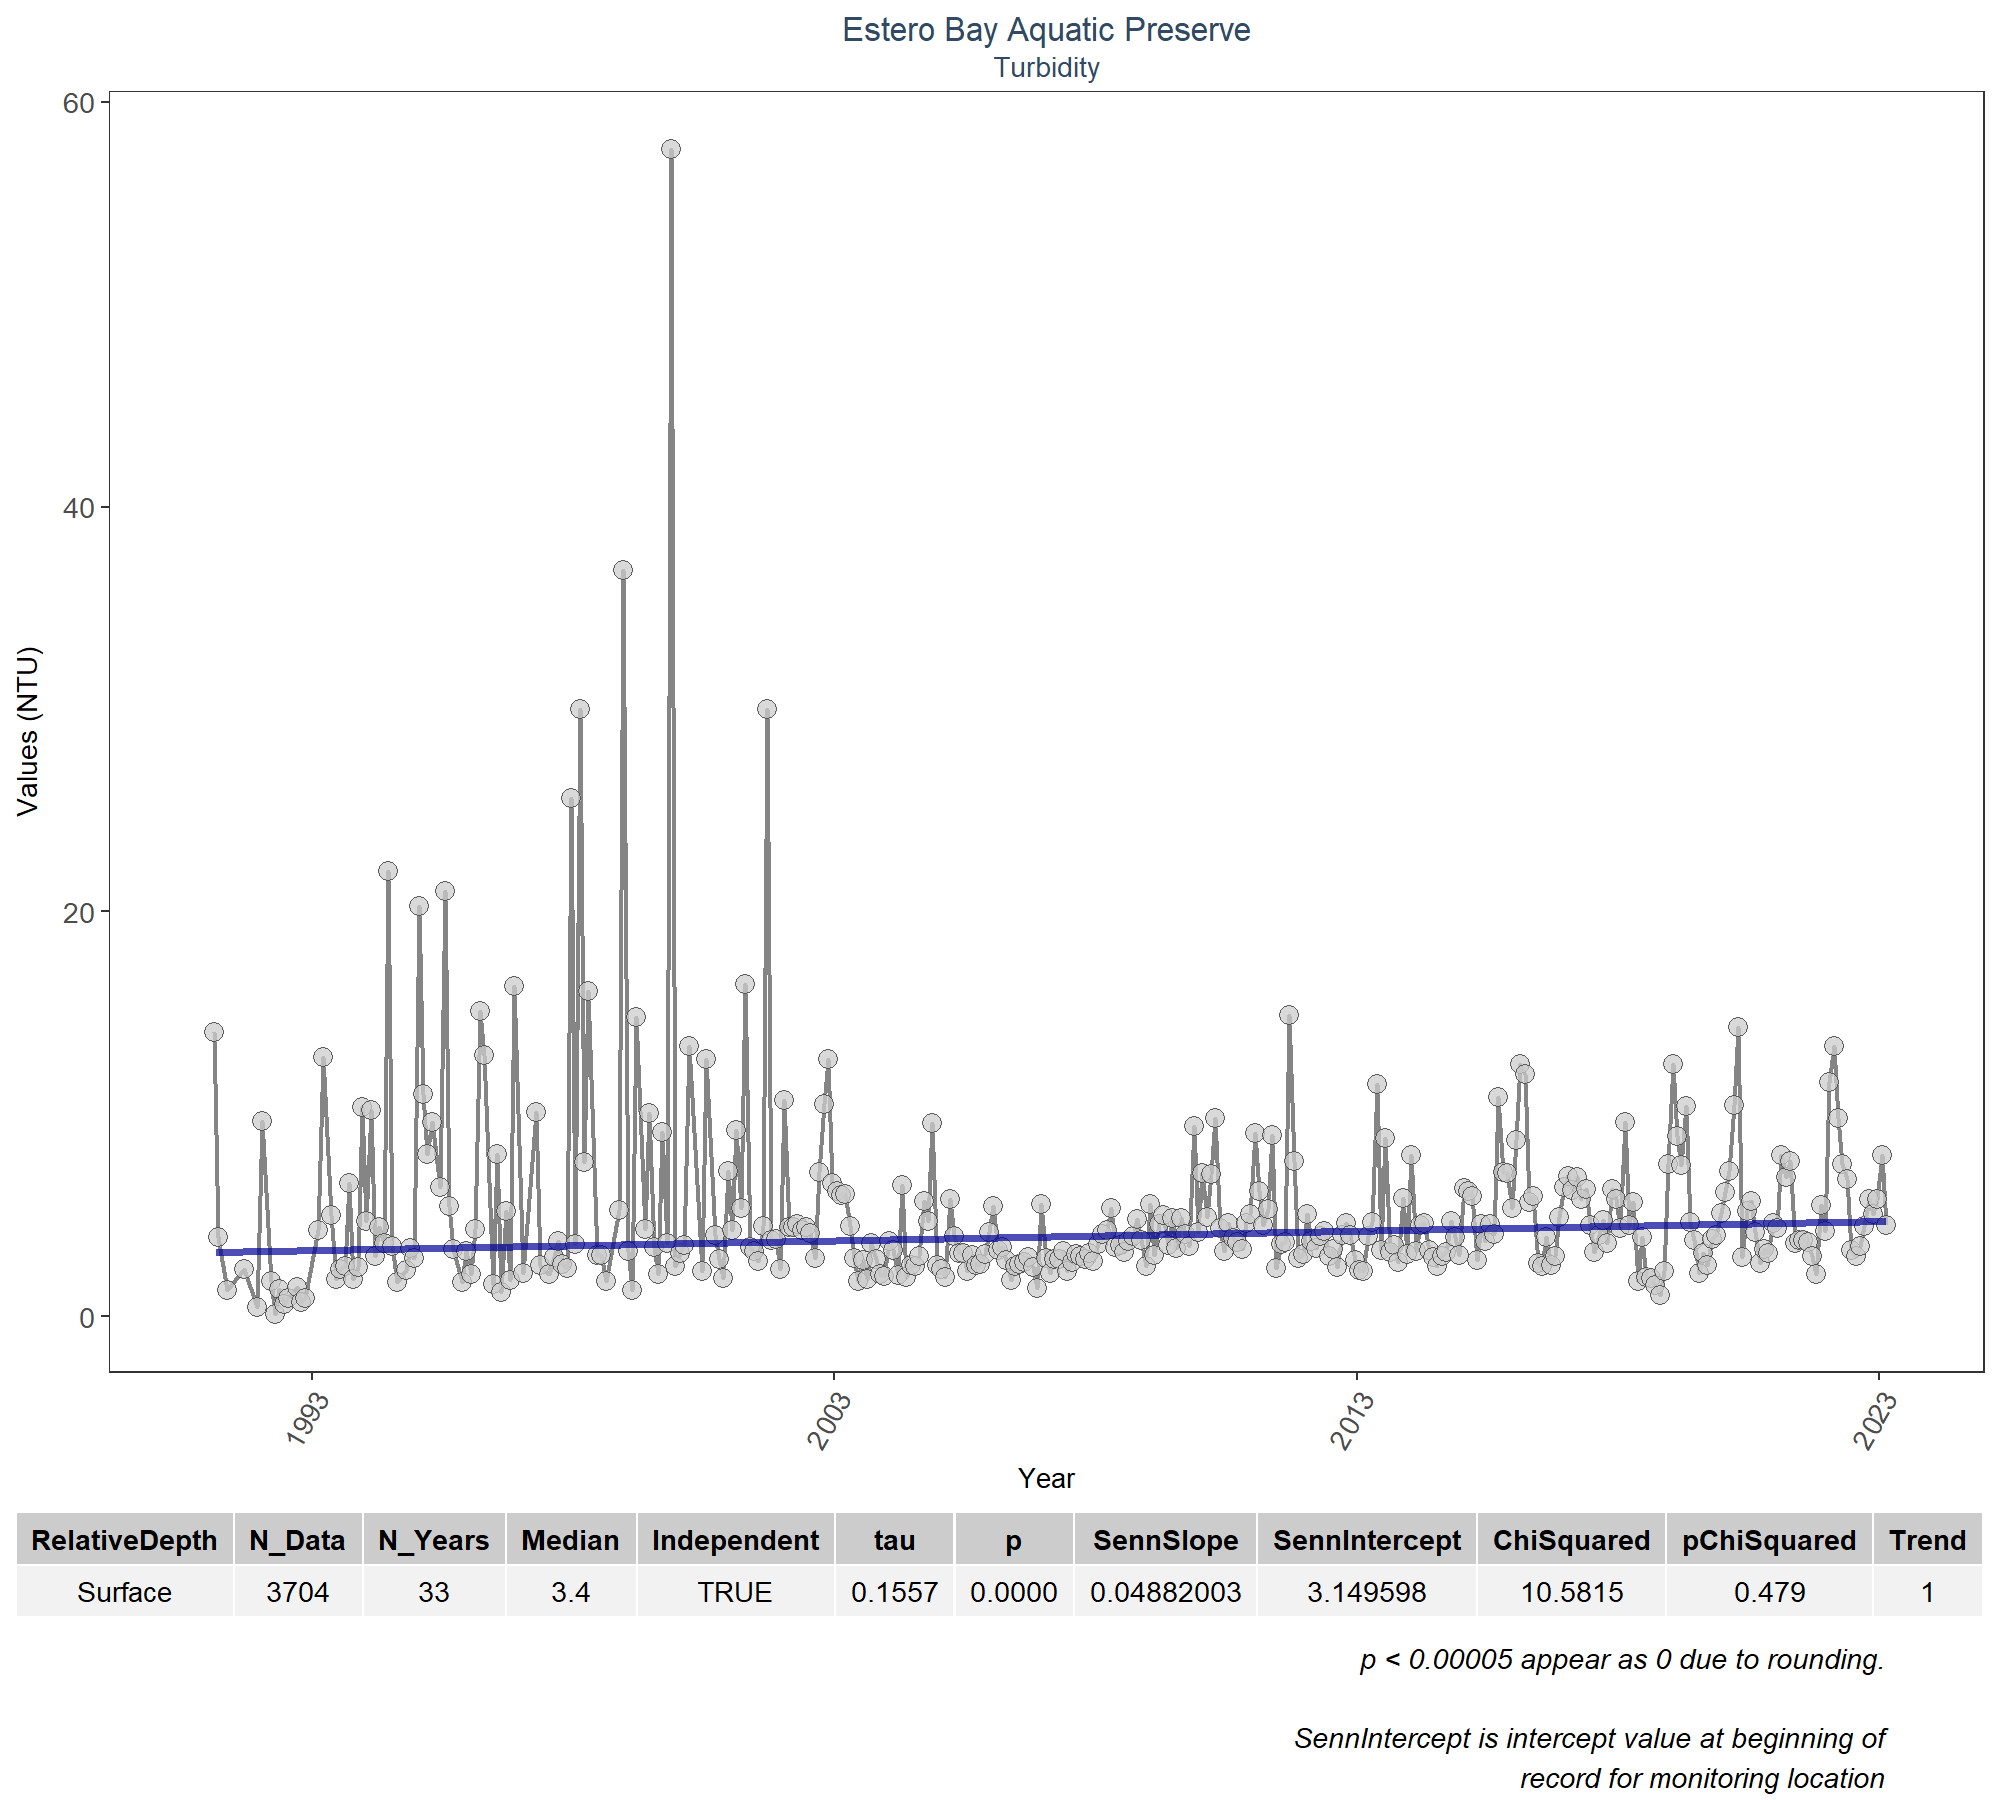 Estero Bay Aquatic Preserve
Turbidity
60
40
20
0
Values (NTU)
1993
2003
2013
2023
Year
RelativeDepth N_Data N_Years Median Independent tau p SennSlope SennIntercept ChiSquared pChiSquared Trend
Surface 3704 33 3.4 TRUE 0.1557 0.0000 0.04882003 3.149598 10.5815 0.479 1
p < 0.00005 appear as 0 due to rounding.
SennIntercept is intercept value at beginning of
record for monitoring location